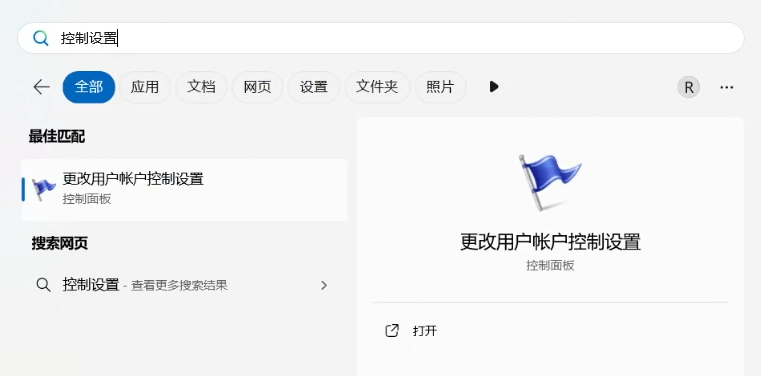 控制设置
全部 应用 文档 网页 设置 文件夹 照片 R
最佳匹配
更改用户帐户控制设置
控制面板
搜索网页
控制设置 - 查看更多搜索结果
更改用户帐户控制设置
控制面板
打开